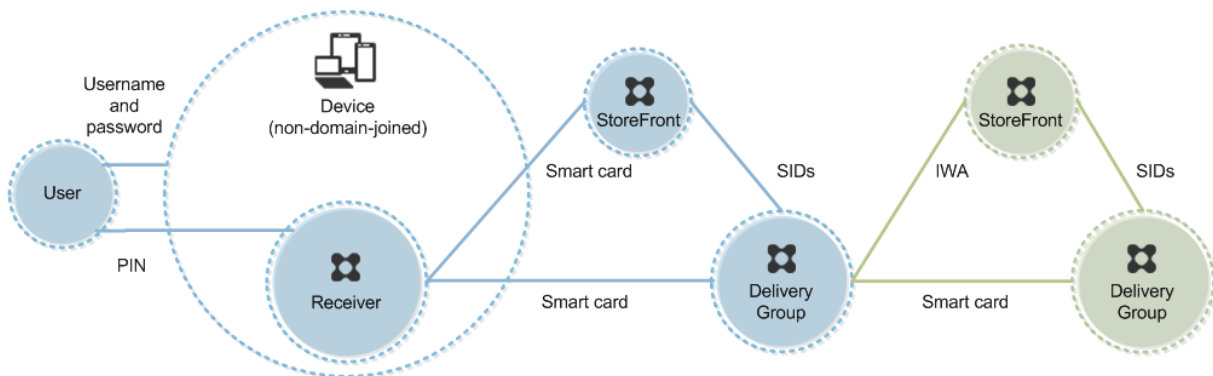 Username
and
password
User
PIN
Device
(non-domain-joined)
Receiver
StoreFront
Smart card
SIDs
Smart card
Delivery
Group
StoreFront
IWA
SIDs
Smart card
Delivery
Group